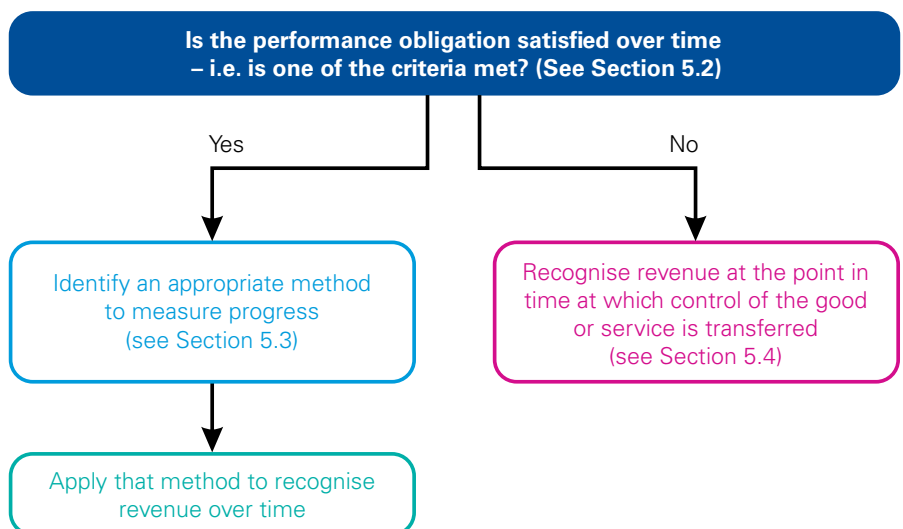 Is the performance obligation satisfied over time
– i.e. is one of the criteria met? (See Section 5.2)
Yes
No
Identify an appropriate method
to measure progress
(see Section 5.3)
Recognise revenue at the point in
time at which control of the good
or service is transferred
(see Section 5.4)
Apply that method to recognise
revenue over time